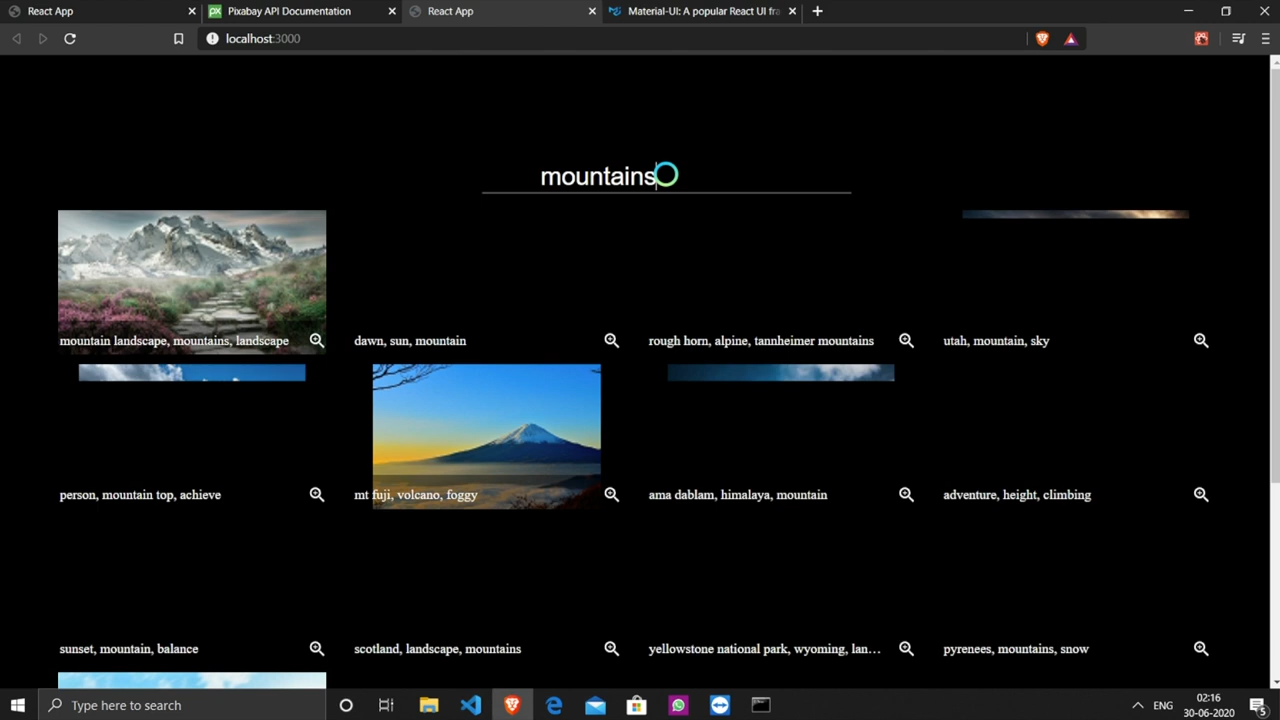 React App
Pixabay API Documentation
React App
Material-UI: A popular React UI fra
localhost:3000
mountains
mountain landscape, mountains, landscape
dawn, sun, mountain
rough horn, alpine, tannheimer mountains
utah, mountain, sky
person, mountain top, achieve
mt fuji, volcano, foggy
ama dablam, himalaya, mountain
adventure, height, climbing
sunset, mountain, balance
scotland, landscape, mountains
yellowstone national park, wyoming, lan...
pyrenees, mountains, snow
Type here to search
ENG
02:16
30-06-2020
5